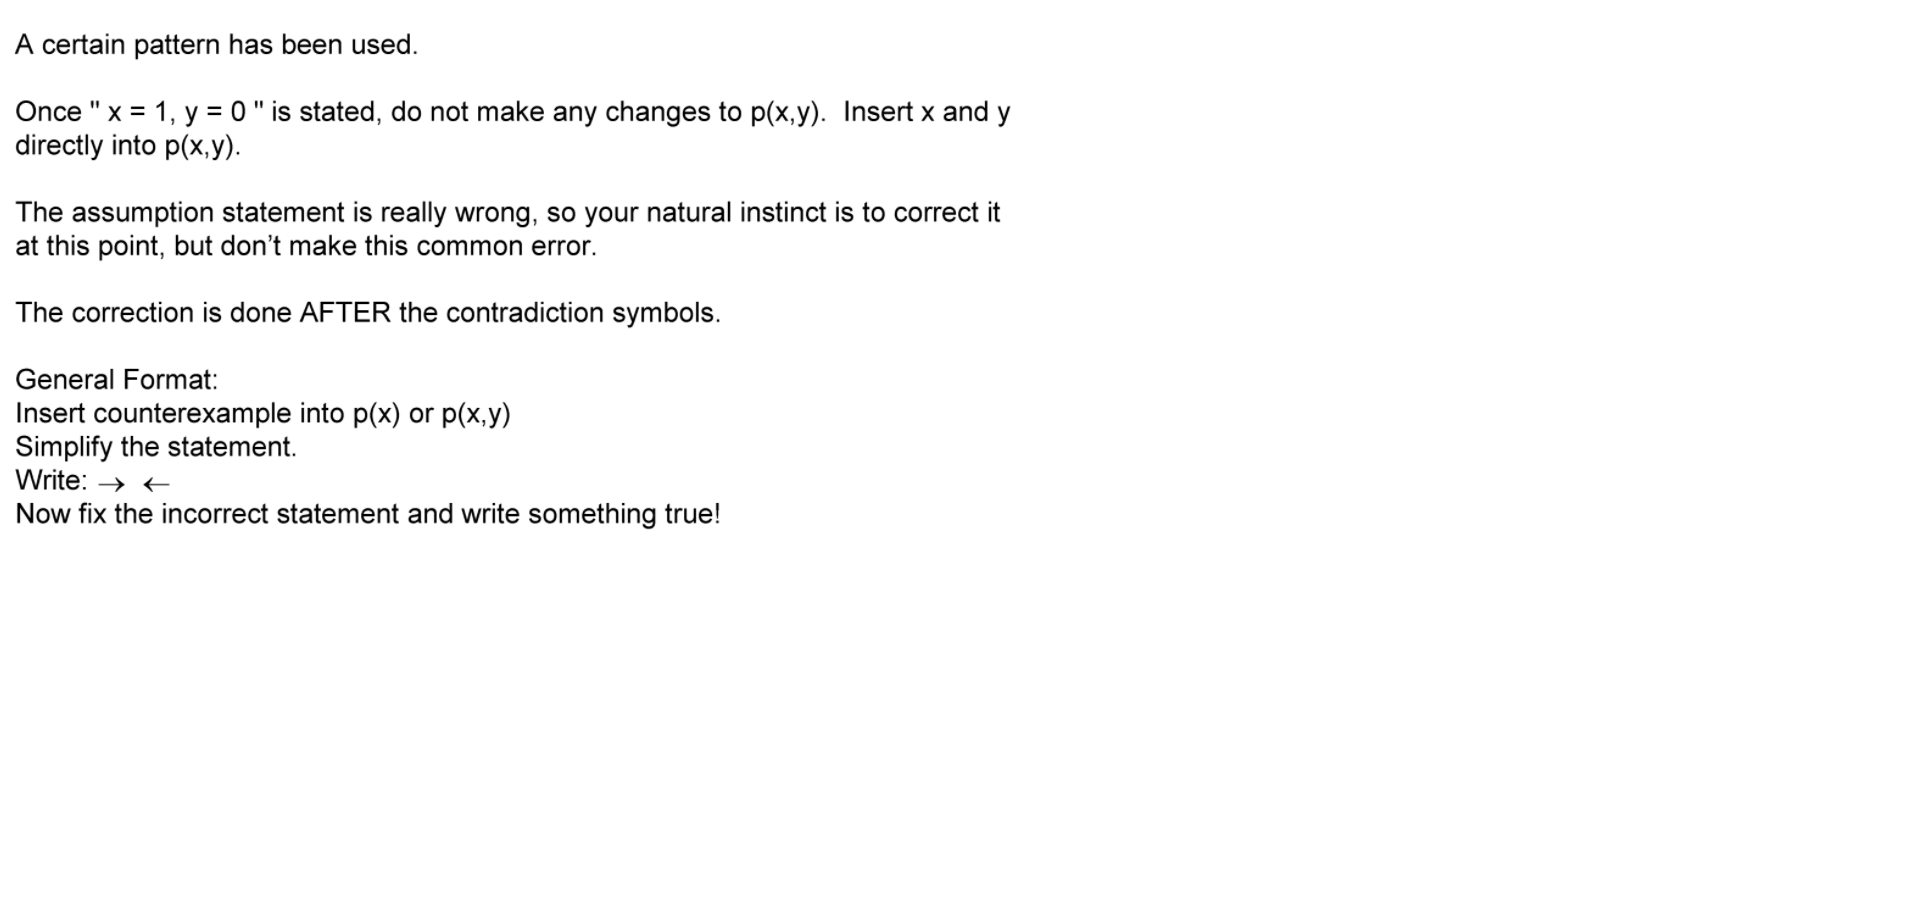 A certain pattern has been used.
Once " x = 1, y = 0 " is stated, do not make any changes to p(x,y).  Insert x and y
directly into p(x,y).
The assumption statement is really wrong, so your natural instinct is to correct it
at this point, but don’t make this common error.
The correction is done AFTER the contradiction symbols.
General Format:
Insert counterexample into p(x) or p(x,y)
Simplify the statement.
Write: → ←
Now fix the incorrect statement and write something true!